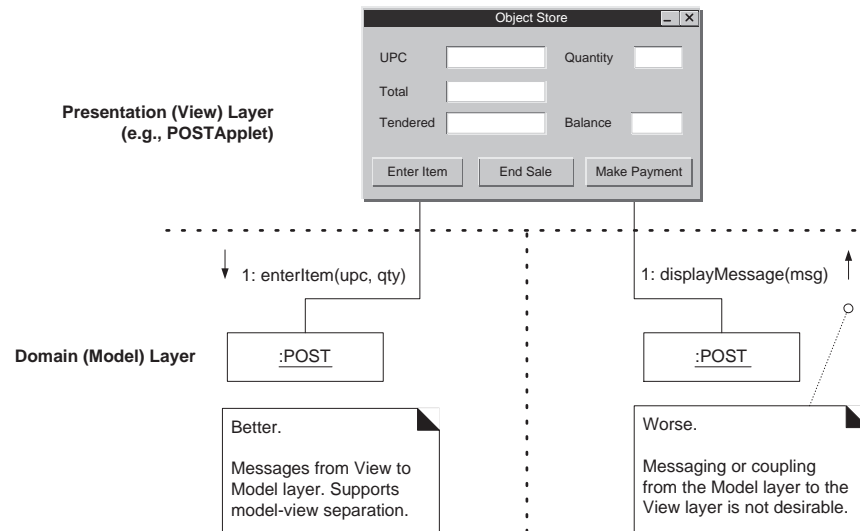 Object Store
UPC
Quantity
Total
Tendered
Balance
Enter Item
End Sale
Make Payment
Presentation (View) Layer
(e.g., POSTApplet)
1: enterItem(upc, qty)
1: displayMessage(msg)
Domain (Model) Layer
:POST
:POST
Better.
Messages from View to
Model layer. Supports
model-view separation.
Worse.
Messaging or coupling
from the Model layer to the
View layer is not desirable.